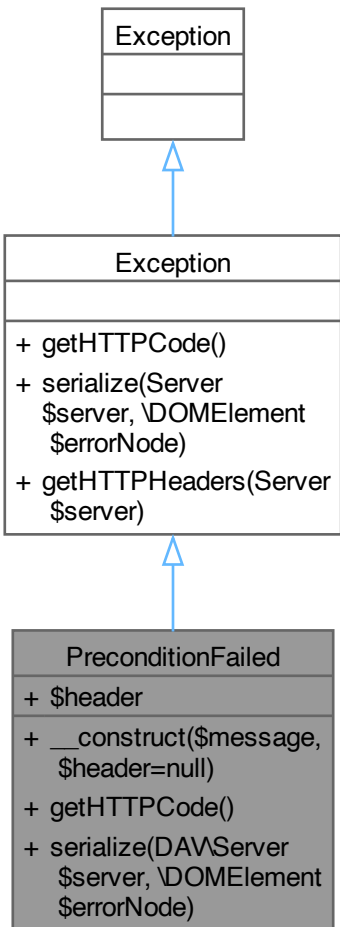 Exception
Exception
+ getHTTPCode()
+ serialize(Server
$server, \DOMElement
$errorNode)
+ getHTTPHeaders(Server
$server)
PreconditionFailed
+ $header
+ __construct($message,
$header=null)
+ getHTTPCode()
+ serialize(DAV\Server
$server, \DOMElement
$errorNode)